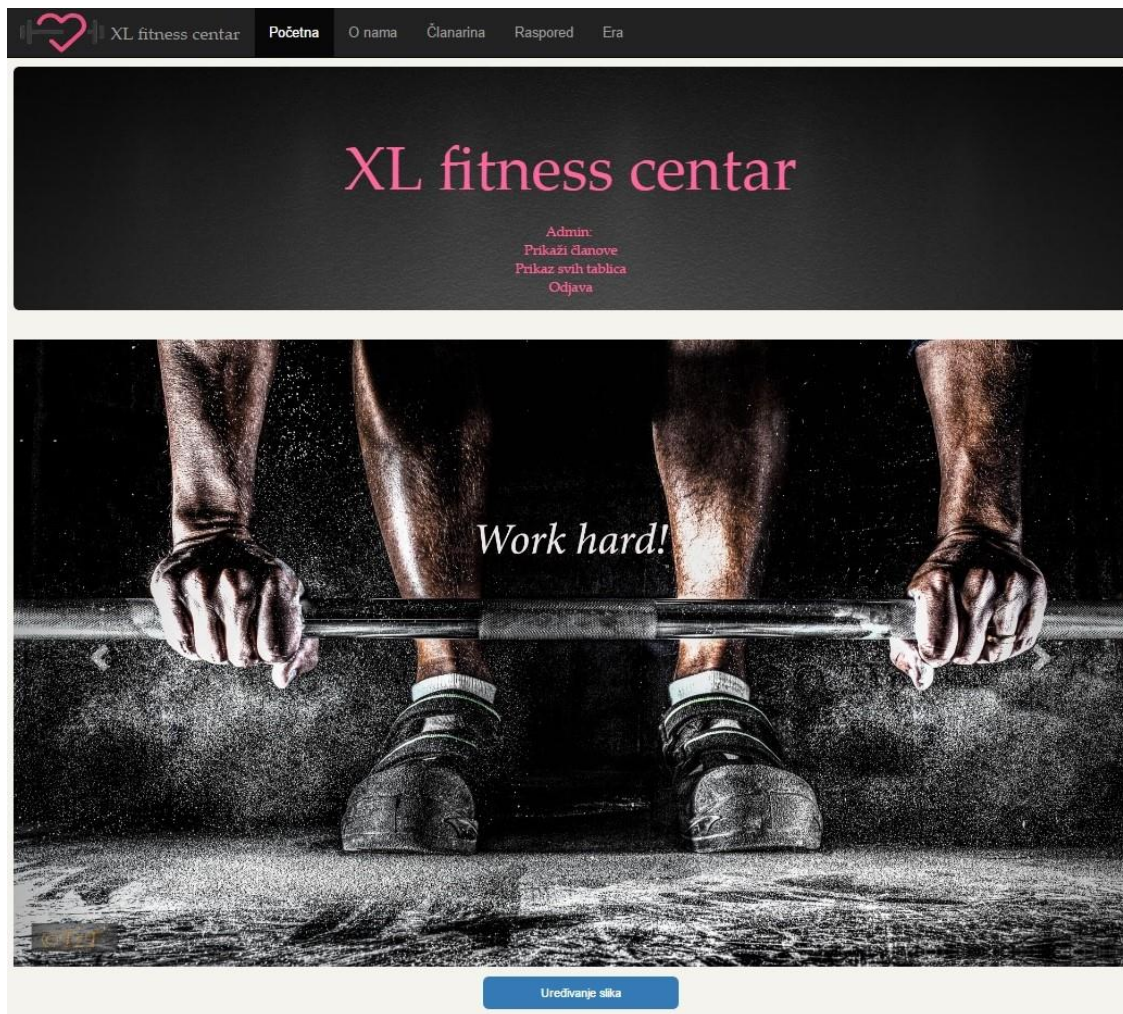 XL fitness centar Početna O nama Članarina Raspored Era
XL fitness centar
Admin:
Prikaži članove
Prikaz svih tablica
Odjava
Work hard!
Uređivanje slika